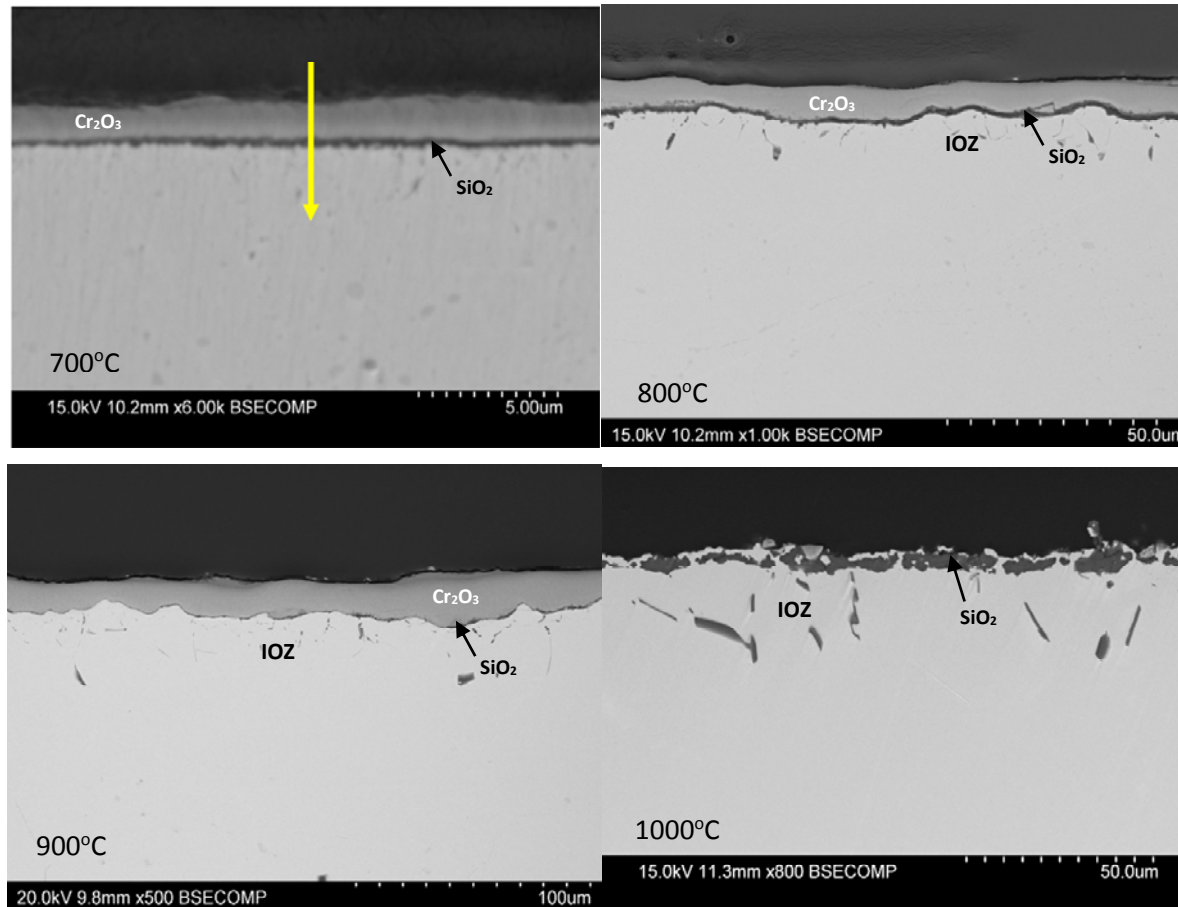 Cr₂O₃
SiO₂
700°C
15.0kV 10.2mm x6.00k BSECOMP 5.00um
Cr₂O₃
IOZ
SiO₂
800°C
15.0kV 10.2mm x1.00k BSECOMP 50.0um
Cr₂O₃
IOZ
SiO₂
900°C
20.0kV 9.8mm x500 BSECOMP 100um
IOZ
SiO₂
1000°C
15.0kV 11.3mm x800 BSECOMP 50.0um